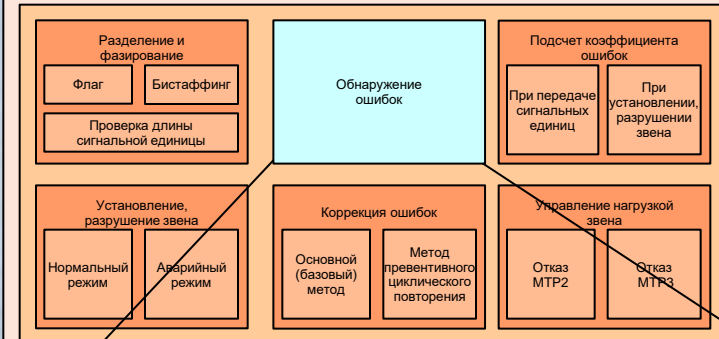 Разделение и
фазирование
Флаг
Бистаффинг
Проверка длины
сигнальной единицы
Обнаружение
ошибок
Подсчет коэффициента
ошибок
При передаче
сигнальных
единиц
При
установлении,
разрушении
звена
Установление,
разрушение звена
Нормальный
режим
Аварийный
режим
Коррекция ошибок
Основной
(базовый)
метод
Метод
превентивного
циклического
повторения
Управление нагрузкой
звена
Отказ
МТР2
Отказ
МТР3